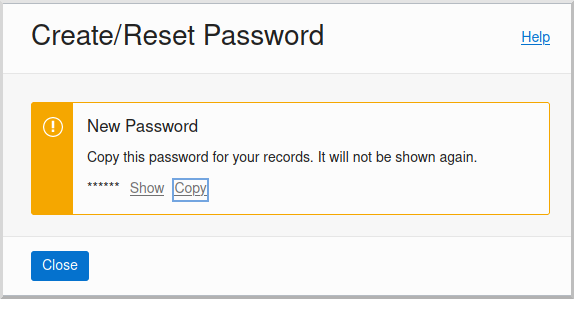 Create/Reset Password
Help
New Password
Copy this password for your records. It will not be shown again.
****** Show Copy
Close